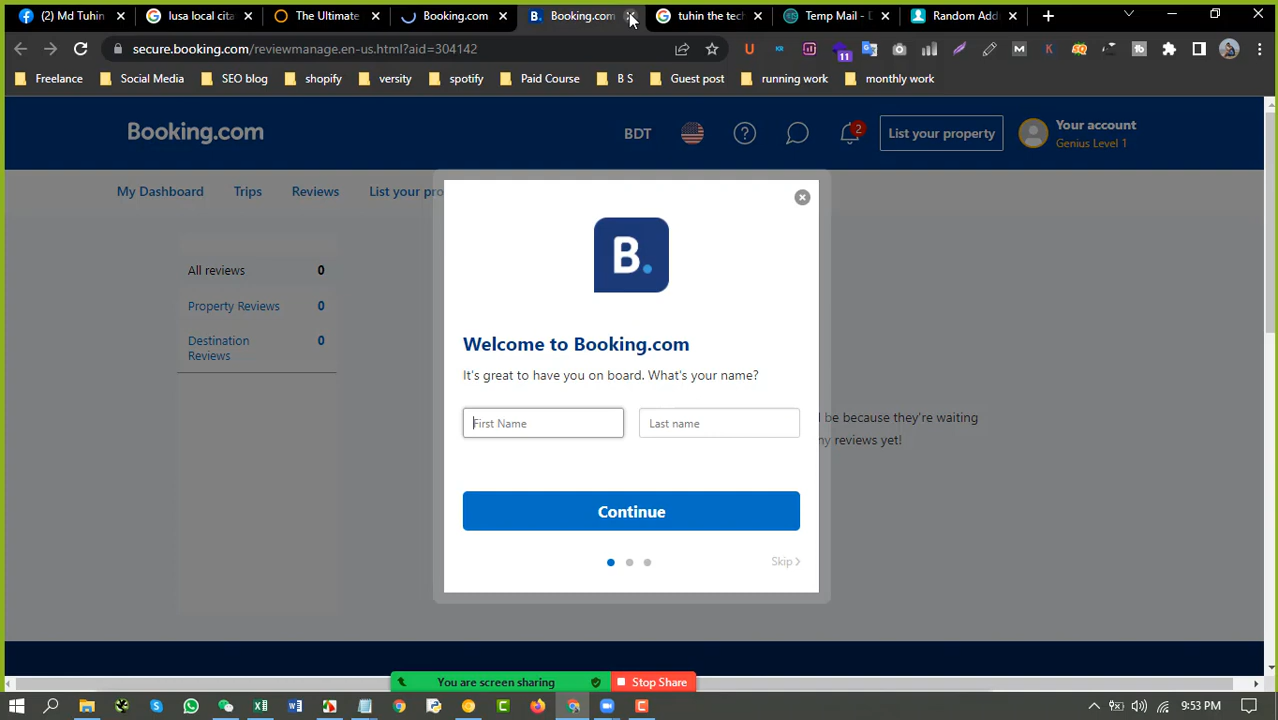 (2) Md Tuhin
lusa local cita
The Ultimate
Booking.com
Booking.com
tuhin the tech
Temp Mail - D
Random Add
secure.booking.com/reviewmanage.en-us.html?aid=304142
11
Freelance
Social Media
SEO blog
shopify
versity
spotify
Paid Course
B S
Guest post
running work
monthly work
Booking.com
BDT
2
List your property
Your account
Genius Level 1
My Dashboard
Trips
Reviews
List your pro
All reviews 0
Property Reviews 0
Destination Reviews 0
B.
Welcome to Booking.com
It's great to have you on board. What's your name?
First Name
Last name
d be because they're waiting
ny reviews yet!
Continue
Skip
You are screen sharing
Stop Share
9:53 PM